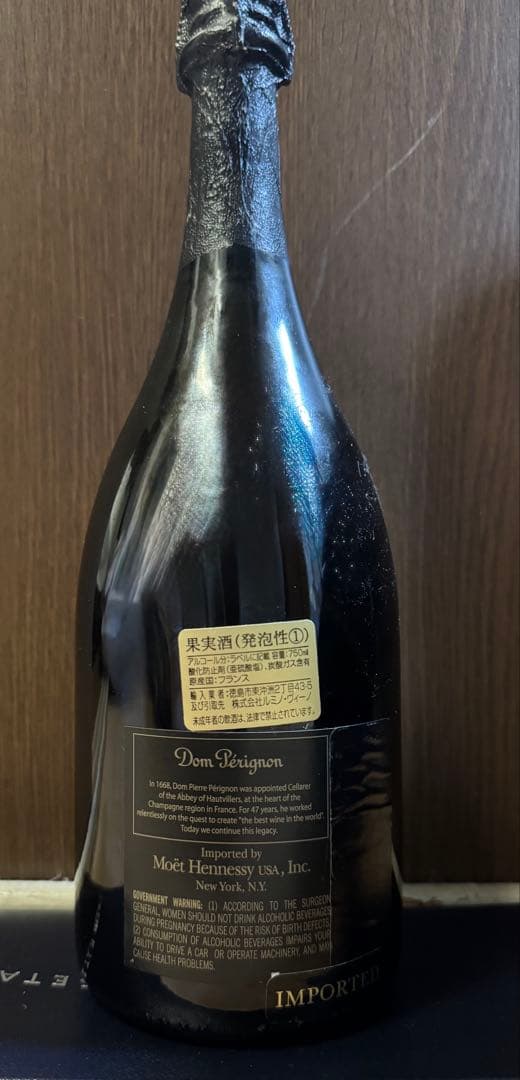 果実酒(発泡性①)
アルコール分:ラベルに記載 容量:750ml
酸化防止剤(亜硫酸塩)、炭酸ガス含有
原産国:フランス
輸入業者:徳島市東沖洲2丁目43-5
及び引取先 株式会社ルミノ・ヴィーノ
未成年者の飲酒は、法律で禁止されています。
Dom Pérignon
In 1668, Dom Pierre Pérignon was appointed Cellarer
of the Abbey of Hautvillers, at the heart of the
Champagne region in France. For 47 years, he worked
relentlessly on the quest to create "the best wine in the world".
Today we continue this legacy.
Imported by
Moët Hennessy USA, Inc.
New York, N.Y.
GOVERNMENT WARNING: (1) ACCORDING TO THE SURGEON
GENERAL, WOMEN SHOULD NOT DRINK ALCOHOLIC BEVERAGES
DURING PREGNANCY BECAUSE OF THE RISK OF BIRTH DEFECTS.
(2) CONSUMPTION OF ALCOHOLIC BEVERAGES IMPAIRS YOUR
ABILITY TO DRIVE A CAR OR OPERATE MACHINERY, AND MAY
CAUSE HEALTH PROBLEMS.
IMPORTED